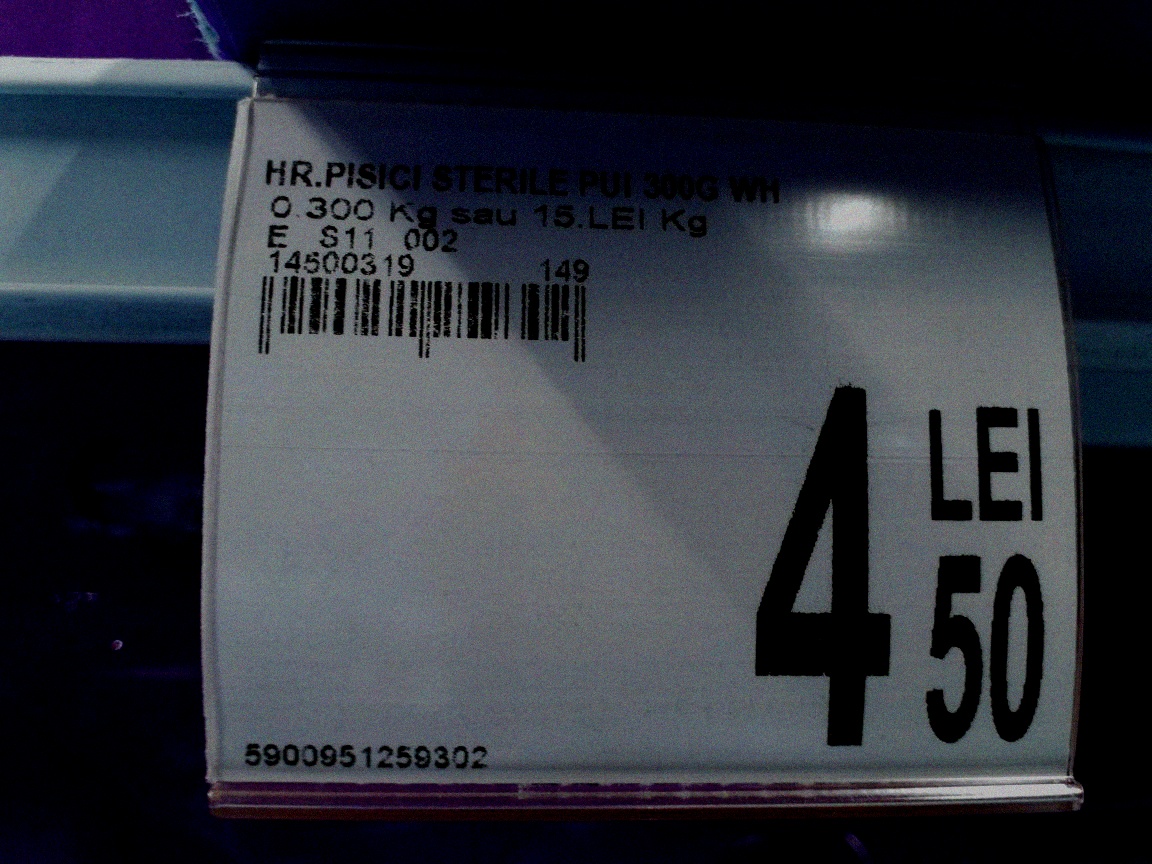 HR.PISICI STERILE PUI 300G WH
0.300 Kg sau 15.LEI Kg
E S11 002
14500319 149
4 LEI 50
5900951259302